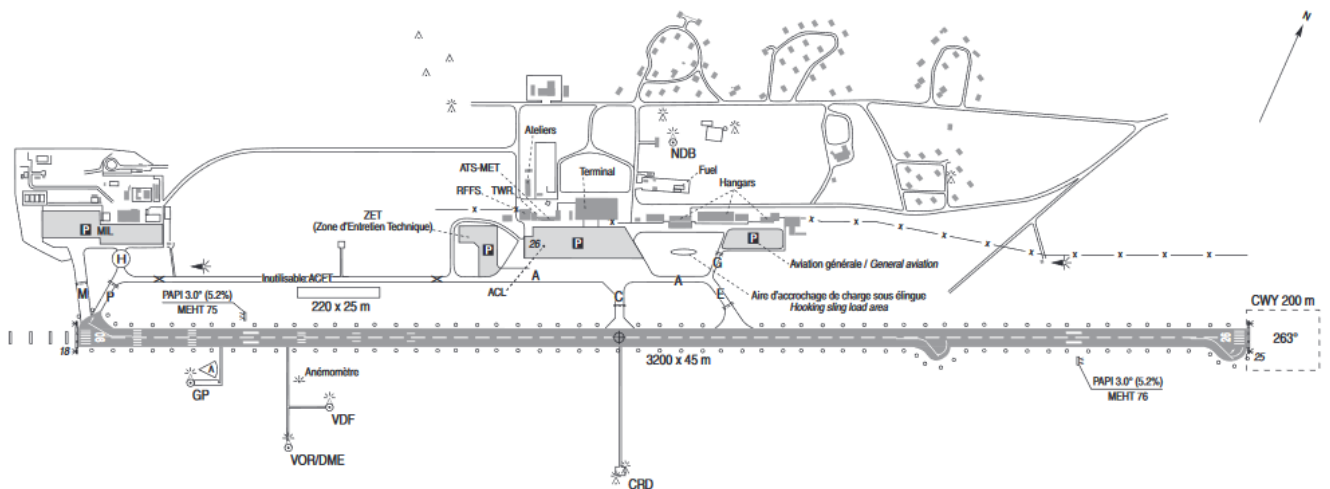 N
Ateliers
NDB
ATS-MET
Terminal
Fuel
RFFS. TWR.
Hangars
ZET
(Zone d'Entretien Technique)
P MIL
26
P
P
P
H
A
A
G
Aviation générale / General aviation
Inutilisable ACFT
ACL
M
P
C
E
Aire d'accrochage de charge sous élingue
Hooking sling load area
PAPI 3.0° (5.2%)
MEHT 75
220 x 25 m
CWY 200 m
263°
08
26
18
25
3200 x 45 m
A
Anémomètre
GP
VDF
PAPI 3.0° (5.2%)
MEHT 76
VOR/DME
CRD